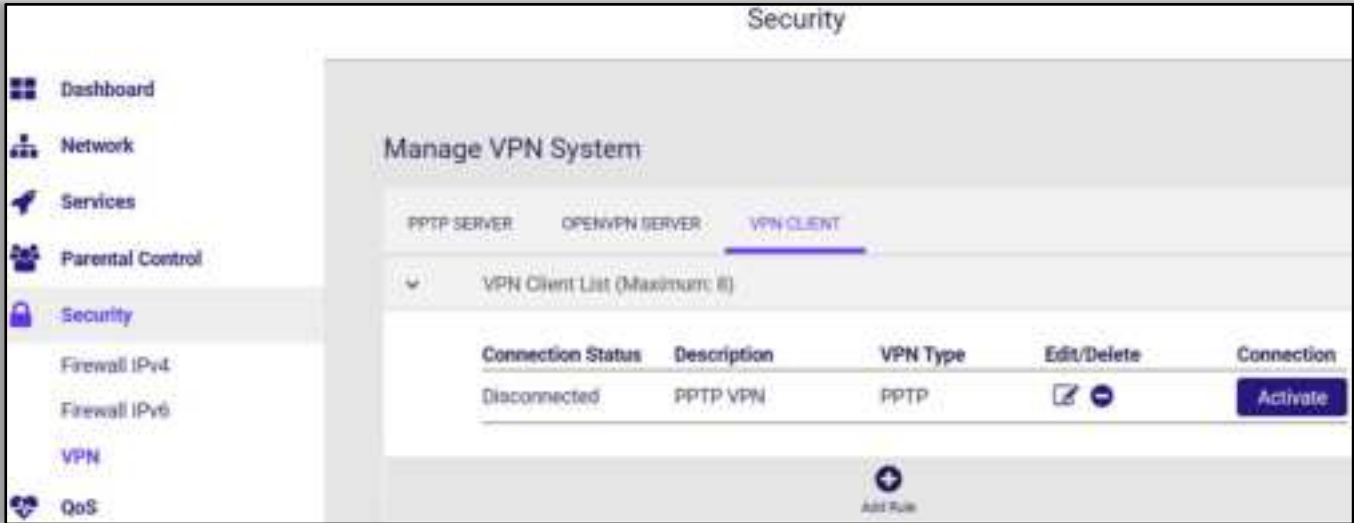 Security
Dashboard
Network
Services
Parental Control
Security
Firewall IPv4
Firewall IPv6
VPN
QoS
Manage VPN System
PPTP SERVER OPENVPN SERVER VPN CLIENT
VPN Client List (Maximum: 8)
Connection Status Description VPN Type Edit/Delete Connection
Disconnected PPTP VPN PPTP Activate
Add Rule